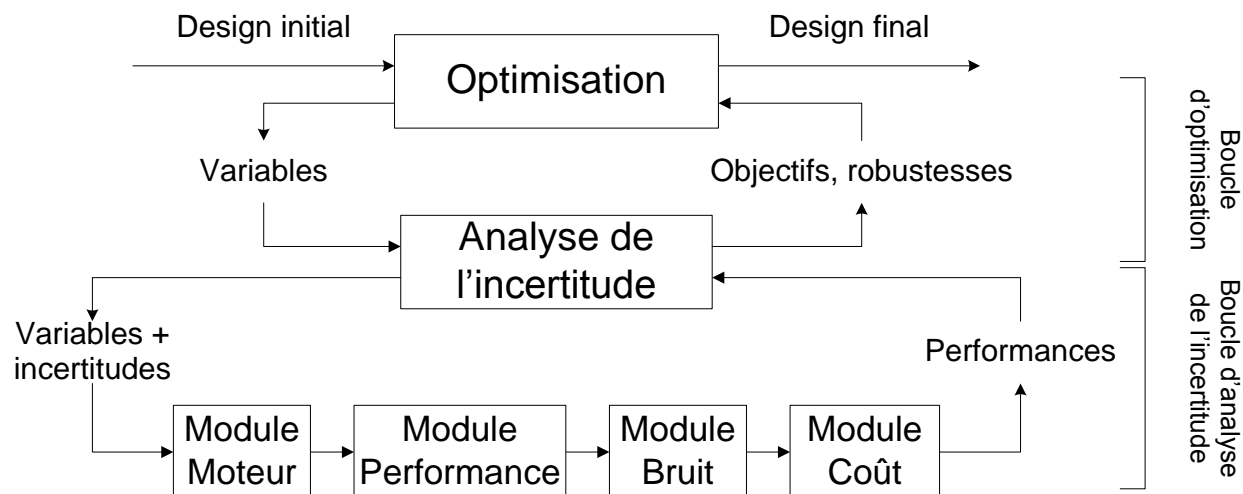 Design initial
Design final
Optimisation
Variables
Objectifs, robustesses
Boucle
d'optimisation
Analyse de
l'incertitude
Variables +
incertitudes
Performances
Boucle d'analyse
de l'incertitude
Module
Moteur
Module
Performance
Module
Bruit
Module
Coût